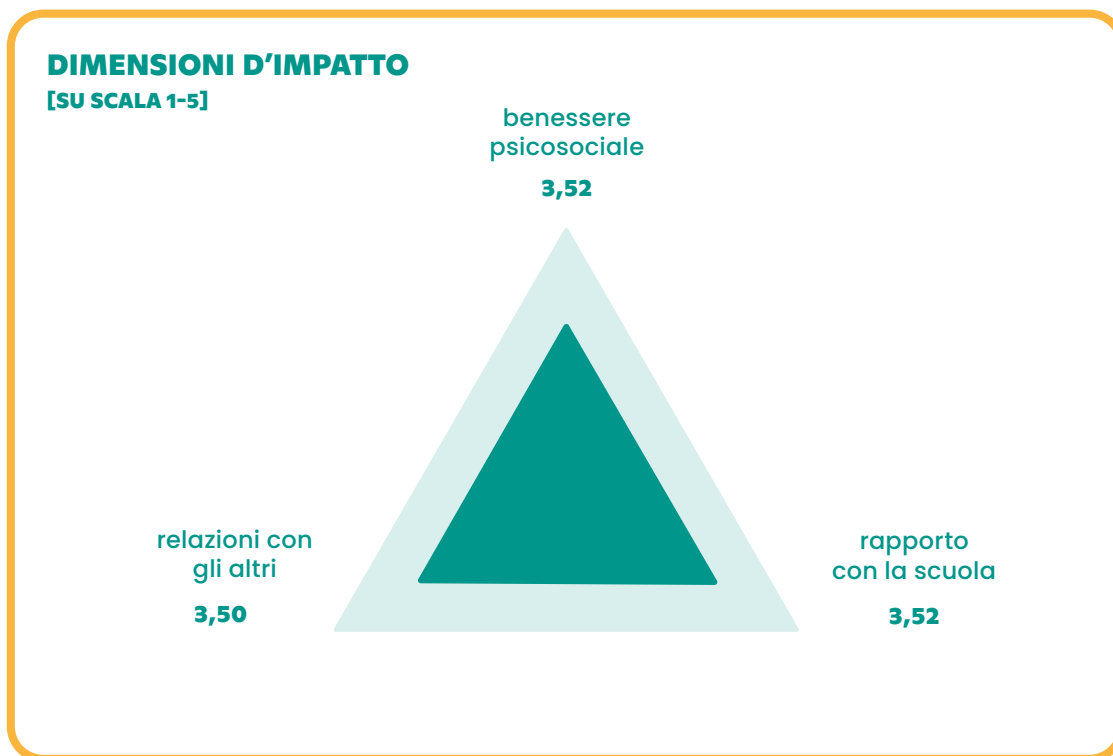 DIMENSIONI D’IMPATTO
[SU SCALA 1-5]
benessere
psicosociale
3,52
relazioni con
gli altri
3,50
rapporto
con la scuola
3,52